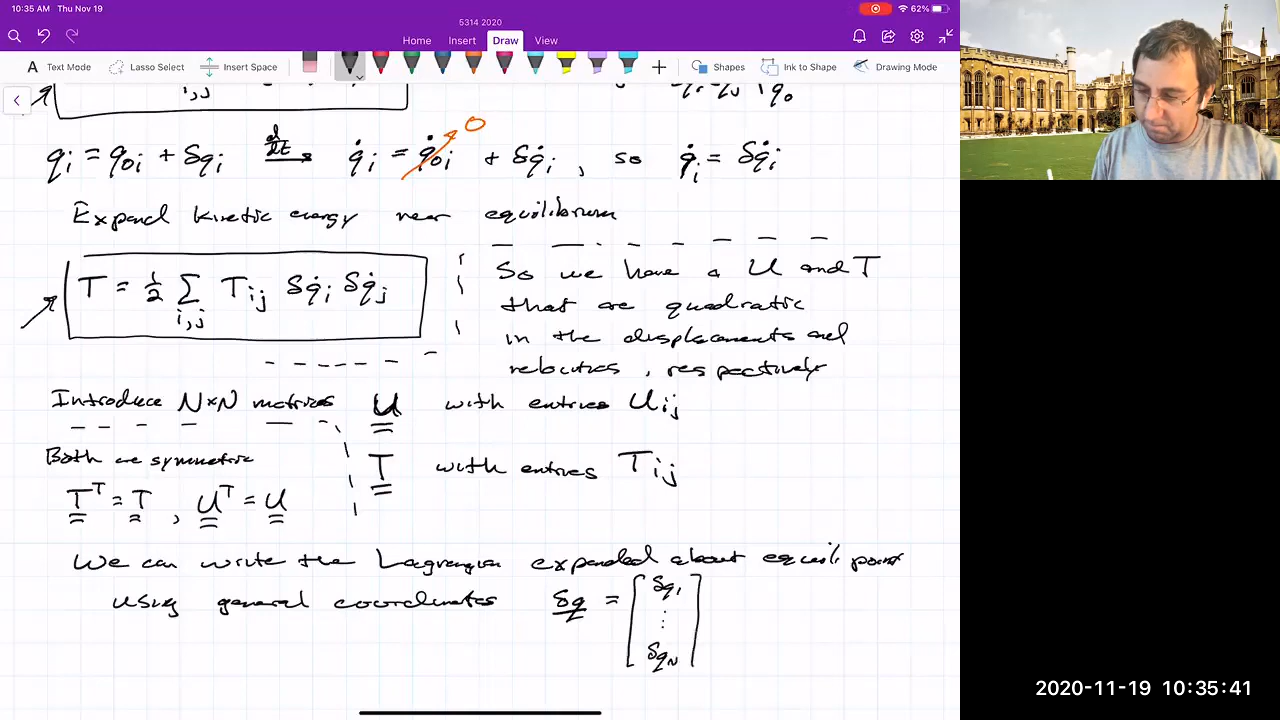 10:35 AM Thu Nov 19
62%
5314 2020
Home Insert Draw View
Text Mode Lasso Select Insert Space Shapes Ink to Shape Drawing Mode
i,j
qᵢ = q₀ᵢ + δqᵢ d/dt q̇ᵢ = q̇₀ᵢ 0 + δq̇ᵢ , so q̇ᵢ = δq̇ᵢ
Expand kinetic energy near equilibrium
T = ½ Σ i,j Tᵢⱼ δq̇ᵢ δq̇ⱼ
So we have a U and T
that are quadratic
in the displacements and
velocities, respectively
Introduce N×N matrices U with entries Uᵢⱼ
Both are symmetric
T with entries Tᵢⱼ
Tᵀ = T , Uᵀ = U
We can write the Lagrangian expanded about equil. point
using general coordinates δq = [ δq₁ ⋮ δq_N ]
2020-11-19 10:35:41